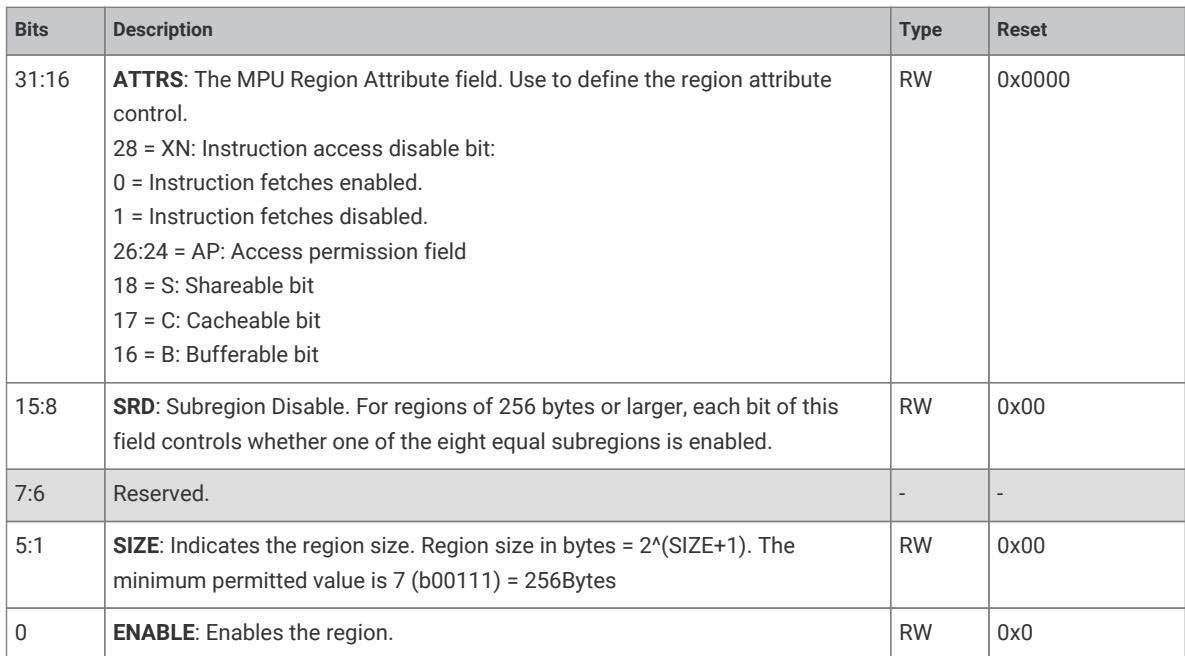 Bits Description Type Reset
31:16 ATTRS: The MPU Region Attribute field. Use to define the region attribute RW 0x0000
control.
28 = XN: Instruction access disable bit:
0 = Instruction fetches enabled.
1 = Instruction fetches disabled.
26:24 = AP: Access permission field
18 = S: Shareable bit
17 = C: Cacheable bit
16 = B: Bufferable bit
15:8 SRD: Subregion Disable. For regions of 256 bytes or larger, each bit of this RW 0x00
field controls whether one of the eight equal subregions is enabled.
7:6 Reserved. - -
5:1 SIZE: Indicates the region size. Region size in bytes = 2^(SIZE+1). The RW 0x00
minimum permitted value is 7 (b00111) = 256Bytes
0 ENABLE: Enables the region. RW 0x0